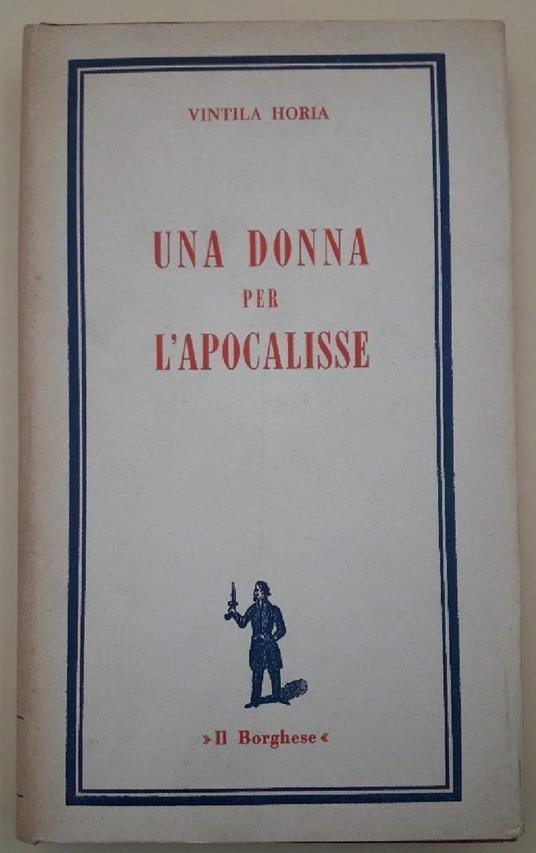 VINTILA HORIA
UNA DONNA
PER
L'APOCALISSE
»Il Borghese«